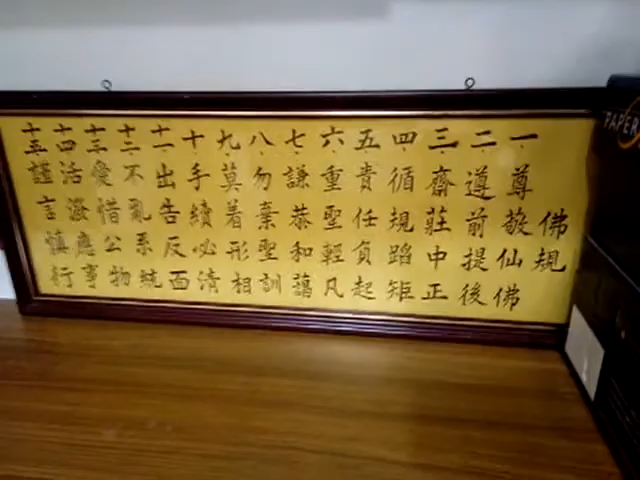 佛規
一、尊敬仙佛
二、遵前提後
三、齋莊中正
四、循規蹈矩
五、責任負起
六、重聖輕凡
七、謙恭和藹
八、勿棄聖訓
九、莫着形相
十、手續必清
十一、出告反面
十二、不亂系統
十三、愛惜公物
十四、活潑應事
十五、謹言慎行
PAPER